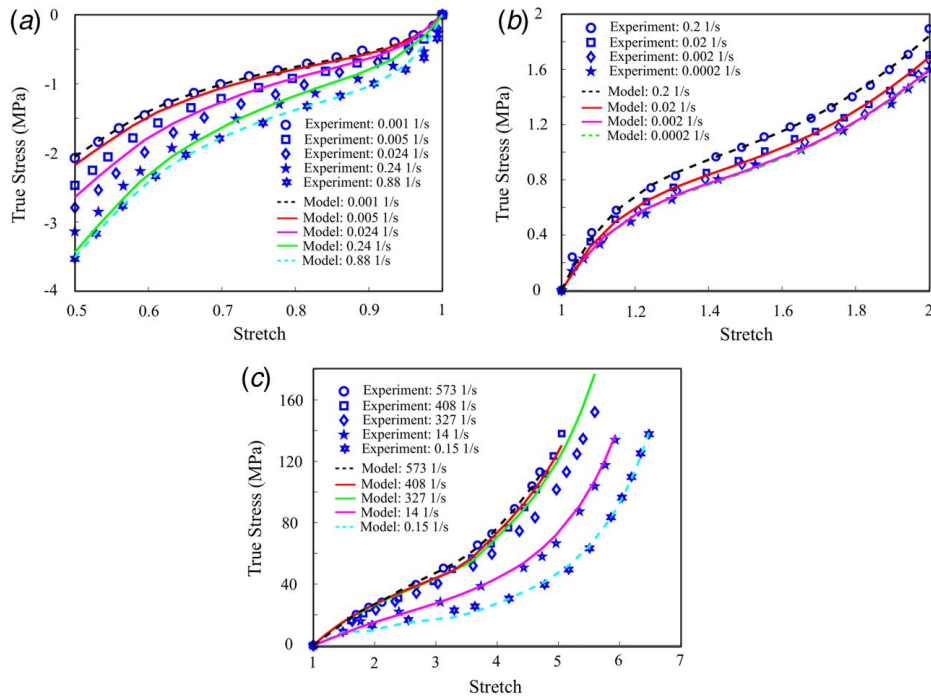 (a)
0
-1
-2
-3
-4
True Stress (MPa)
Experiment: 0.001 1/s
Experiment: 0.005 1/s
Experiment: 0.024 1/s
Experiment: 0.24 1/s
Experiment: 0.88 1/s
Model: 0.001 1/s
Model: 0.005 1/s
Model: 0.024 1/s
Model: 0.24 1/s
Model: 0.88 1/s
0.5 0.6 0.7 0.8 0.9 1
Stretch
(b)
2
1.6
1.2
0.8
0.4
0
True Stress (MPa)
Experiment: 0.2 1/s
Experiment: 0.02 1/s
Experiment: 0.002 1/s
Experiment: 0.0002 1/s
Model: 0.2 1/s
Model: 0.02 1/s
Model: 0.002 1/s
Model: 0.0002 1/s
1 1.2 1.4 1.6 1.8 2
Stretch
(c)
160
120
80
40
0
True Stress (MPa)
Experiment: 573 1/s
Experiment: 408 1/s
Experiment: 327 1/s
Experiment: 14 1/s
Experiment: 0.15 1/s
Model: 573 1/s
Model: 408 1/s
Model: 327 1/s
Model: 14 1/s
Model: 0.15 1/s
1 2 3 4 5 6 7
Stretch